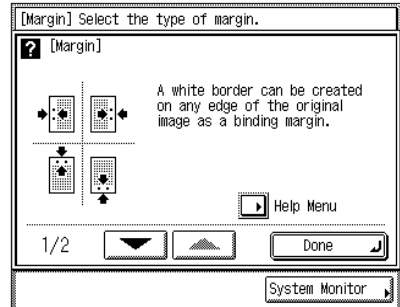 [Margin] Select the type of margin.
? [Margin]
A white border can be created
on any edge of the original
image as a binding margin.
Help Menu
1/2
Done
System Monitor